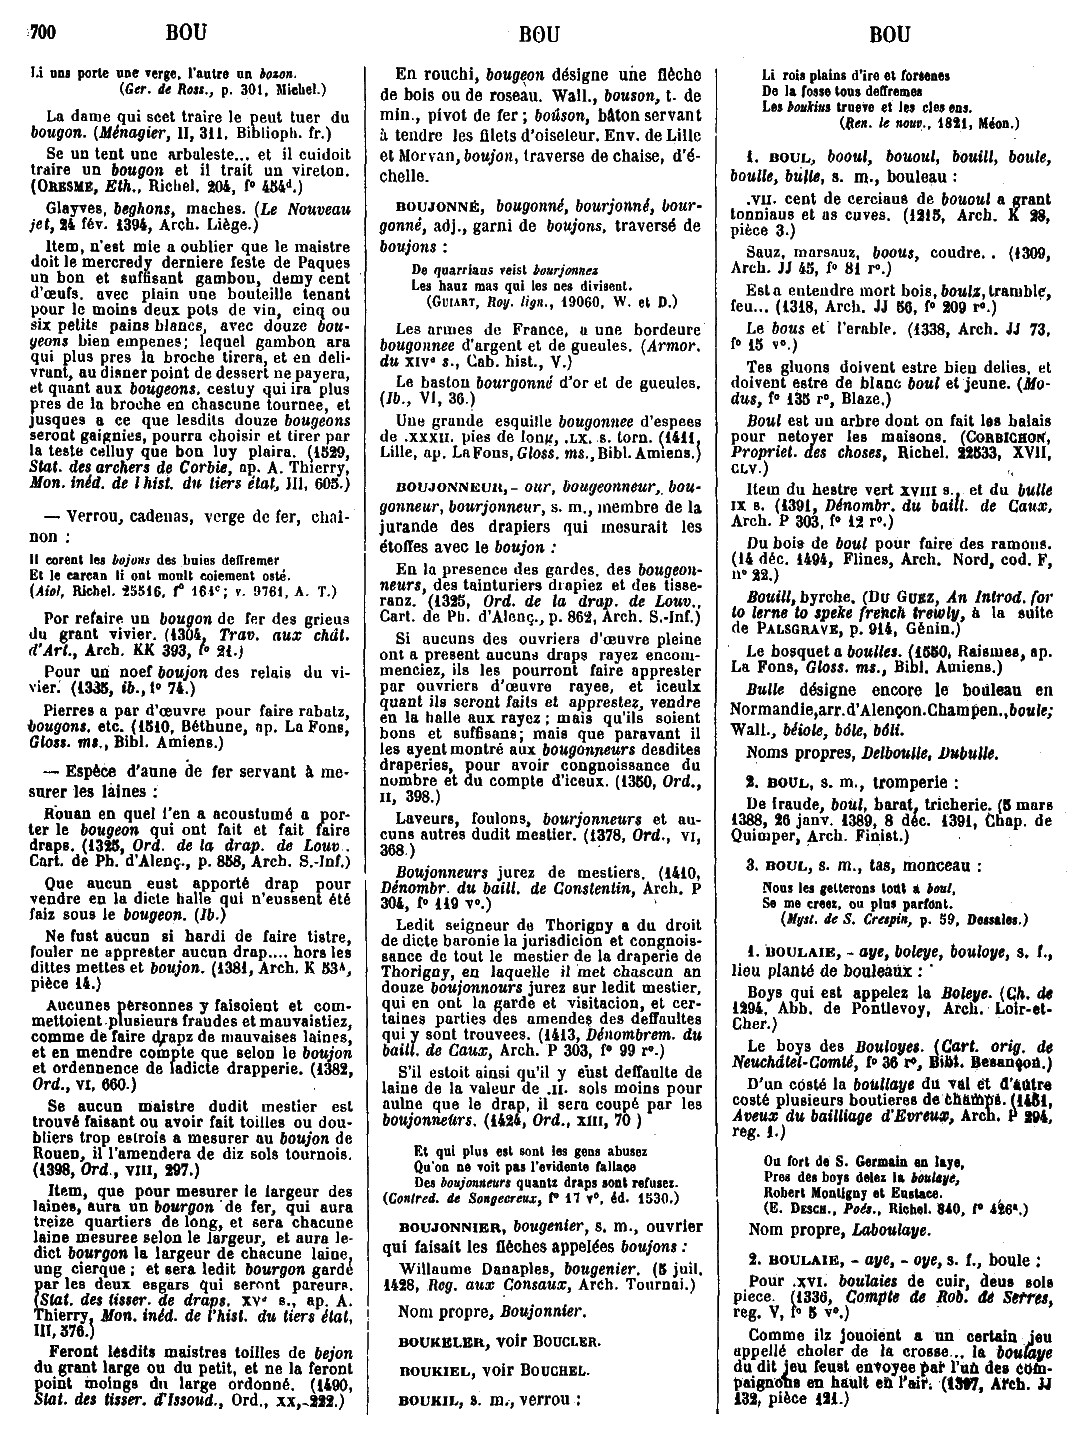 700 BOU BOU BOU
Li uns porte une verge, l'autre un bozon.
(Ger. de Ross., p. 301, Michel.)
La dame qui scet traire le peut tuer du
bougon. (Ménagier, II, 311, Biblioph. fr.)
Se un tent une arbaleste... et il cuidoit
traire un bougon et il trait un vireton.
(ORESME, Eth., Richel. 204, f° 454d.)
Glayves, beghons, maches. (Le Nouveau
jet, 24 fév. 1394, Arch. Liège.)
Item, n'est mie a oublier que le maistre
doit le mercredy derniere feste de Paques
un bon et suffisant gambon, demy cent
d'œufs, avec plain une bouteille tenant
pour le moins deux pots de vin, cinq ou
six petits pains blancs, avec douze bou-
geons bien empenes; lequel gambon ara
qui plus pres la broche tirera, et en deli-
vrant, au disner point de dessert ne payera,
et quant aux bougeons, cestuy qui ira plus
pres de la broche en chascune tournee, et
jusques a ce que lesdits douze bougeons
seront gaignies, pourra choisir et tirer par
la teste celluy que bon luy plaira. (1529,
Stat. des archers de Corbie, ap. A. Thierry,
Mon. inéd. de l hist. du tiers état, III, 605.)
— Verrou, cadenas, verge de fer, chaî-
non :
Il corent les bojons des buies deffremer
Et le carcan li ont moult coiement osté.
(Aiol, Richel. 25516, f° 164c; v. 9761, A. T.)
Por refaire un bougon de fer des grieus
du grant vivier. (1304, Trav. aux chât.
d'Art., Arch. KK 393, f° 21.)
Pour un noef boujon des relais du vi-
vier. (1335, ib., f° 74.)
Pierres a par d'œuvre pour faire rabatz,
bougons, etc. (1510, Béthune, ap. La Fons,
Gloss. ms., Bibl. Amiens.)
— Espèce d'aune de fer servant à me-
surer les laines :
Rouan en quel l'en a acoustumé a por-
ter le bougeon qui ont fait et fait faire
draps. (1325, Ord. de la drap. de Louv.
Cart. de Ph. d'Alenç., p. 858, Arch. S.-Inf.)
Que aucun eust apporté drap pour
vendre en la dicte halle qui n'eussent été
faiz sous le bougeon. (Ib.)
Ne fust aucun si hardi de faire tistre,
fouler ne apprester aucun drap.... hors les
dittes mettes et boujon. (1381, Arch. K 53A,
pièce 14.)
Aucunes personnes y faisoient et com-
mettoient plusieurs fraudes et mauvaistiez,
comme de faire drapz de mauvaises laines,
et en mendre compte que selon le boujon
et ordennence de ladicte drapperie. (1382,
Ord., VI, 660.)
Se aucun maistre dudit mestier est
trouvé faisant ou avoir fait toilles ou dou-
bliers trop estrois a mesurer au boujon de
Rouen, il l'amendera de diz sols tournois.
(1398, Ord., VIII, 297.)
Item, que pour mesurer le largeur des
laines, aura un bourgon de fer, qui aura
treize quartiers de long, et sera chacune
laine mesuree selon le largeur, et aura le-
dict bourgon la largeur de chacune laine,
ung cierque; et sera ledit bourgon gardé
par les deux esgars qui seront pareurs.
(Stat. des tisser. de draps. XVe s., ap. A.
Thierry, Mon. inéd. de l'hist. du tiers état,
III, 576.)
Feront lesdits maistres toilles de bejon
du grant large ou du petit, et ne la feront
point moings du large ordonné. (1490,
Stat. des tisser. d'Issoud., Ord., XX, 222.)
En rouchi, bougeon désigne une flèche
de bois ou de roseau. Wall., bouson, t. de
min., pivot de fer; boûson, bâton servant
à tendre les filets d'oiseleur. Env. de Lille
et Morvan, boujon, traverse de chaise, d'é-
chelle.
BOUJONNÉ, bougonné, bourjonné, bour-
gonné, adj., garni de boujons, traversé de
boujons :
De quarriaus veist bourjonnez
Les hauz mas qui les nes divisent.
(GUIART, Roy. lign., 19060, W. et D.)
Les armes de France, a une bordeure
bougonnee d'argent et de gueules. (Armor.
du XIVe s., Cab. hist., V.)
Le baston bourgonné d'or et de gueules.
(Ib., VI, 36.)
Une grande esquille bougonnee d'espees
de .XXXII. pies de long, .LX. s. torn. (1411,
Lille, ap. La Fons, Gloss. ms., Bibl. Amiens.)
BOUJONNEUR, - our, bougeonneur, bou-
gonneur, bourjonneur, s. m., membre de la
jurande des drapiers qui mesurait les
étoffes avec le boujon :
En la presence des gardes, des bougeon-
neurs, des tainturiers drapiez et des tisse-
ranz. (1325, Ord. de la drap. de Louv.,
Cart. de Ph. d'Alenç., p. 862, Arch. S.-Inf.)
Si aucuns des ouvriers d'œuvre pleine
ont a present aucuns draps rayez encom-
menciez, ils les pourront faire apprester
par ouvriers d'œuvre rayee, et iceulx
quant ils seront faits et apprestez, vendre
en la halle aux rayez; mais qu'ils soient
bons et suffisans; mais que paravant il
les ayent montré aux bougonneurs desdites
draperies, pour avoir congnoissance du
nombre et du compte d'iceux. (1350, Ord.,
II, 398.)
Laveurs, foulons, bourjonneurs et au-
cuns autres dudit mestier. (1378, Ord., VI,
368.)
Boujonneurs jurez de mestiers. (1410,
Dénombr. du baill. de Constentin, Arch. P
304, f° 119 v°.)
Ledit seigneur de Thorigny a du droit
de dicte baronie la jurisdicion et congnois-
sance de tout le mestier de la draperie de
Thorigny, en laquelle il met chascun an
douze boujonnours jurez sur ledit mestier,
qui en ont la garde et visitacion, et cer-
taines parties des amendes des deffaultes
qui y sont trouvees. (1413, Dénombrem. du
baill. de Caux, Arch. P 303, f° 99 r°.)
S'il estoit ainsi qu'il y eust deffaulte de
laine de la valeur de .II. sols moins pour
aulne que le drap, il sera coupé par les
boujonneurs. (1424, Ord., XIII, 70 )
Et qui plus est sont les gens abusez
Qu'on ne voit pas l'evidente fallace
Des boujonneurs quantz draps sont refusez.
(Contred. de Songecreux, f° 17 v°, éd. 1530.)
BOUJONNIER, bougenier, s. m., ouvrier
qui faisait les flèches appelées boujons :
Willaume Danaples, bougenier. (5 juil.
1428, Reg. aux Consaux, Arch. Tournai.)
Nom propre, Boujonnier.
BOUKELER, voir BOUCLER.
BOUKIEL, voir BOUCHEL.
BOUKIL, s. m., verrou :
Li rois plains d'ire et forsenes
De la fosse tous deffremes
Les boukius trueve et les cles ens.
(Ren. le nouv., 1821, Méon.)
1. BOUL, booul, bououl, bouill, boule,
boulle, bulle, s. m., bouleau :
.VII. cent de cerciaus de bououl a grant
tonniaus et as cuves. (1215, Arch. K 28,
pièce 3.)
Sauz, marsauz, boous, coudre.. (1309,
Arch. JJ 45, f° 81 r°.)
Est a entendre mort bois, boulz, tramble,
feu... (1318, Arch. JJ 56, f° 209 r°.)
Le bous et l'erable. (1338, Arch. JJ 73,
f° 15 v°.)
Tes gluons doivent estre bien delies, et
doivent estre de blanc boul et jeune. (Mo-
dus, f° 135 r°, Blaze.)
Boul est un arbre dont on fait les balais
pour netoyer les maisons. (CORBICHON,
Propriet. des choses, Richel. 22533, XVII,
CLV.)
Item du hestre vert XVIII s., et du bulle
IX s. (1391, Dénombr. du baill. de Caux,
Arch. P 303, f° 12 r°.)
Du bois de boul pour faire des ramons.
(14 déc. 1494, Flines, Arch. Nord, cod. F,
n° 22.)
Bouill, byrche. (DU GUEZ, An Introd. for
to lerne to speke french trewly, à la suite
de PALSGRAVE, p. 914, Génin.)
Le bosquet a boulles. (1550, Raismes, ap.
La Fons, Gloss. ms., Bibl. Amiens.)
Bulle désigne encore le bouleau en
Normandie, arr. d'Alençon. Champen., boule;
Wall., béiole, bôle, bôli.
Noms propres, Delboulle, Dubulle.
2. BOUL, s. m., tromperie :
De fraude, boul, barat, tricherie. (5 mars
1388, 26 janv. 1389, 8 déc. 1391, Chap. de
Quimper, Arch. Finist.)
3. BOUL, s. m., tas, monceau :
Nous les getterons tout a boul,
Se me creez, ou plus parfont.
(Myst. de S. Crespin, p. 59, Dessales.)
1. BOULAIE, - aye, boleye, bouloye, s. f.,
lieu planté de bouleaux :
Boys qui est appelez la Boleye. (Ch. de
1294, Abb. de Pontlevoy, Arch. Loir-et-
Cher.)
Le boys des Bouloyes. (Cart. orig. de
Neuchâtel-Comté, f° 36 r°, Bibl. Besançon.)
D'un costé la boullaye du val et d'autre
costé plusieurs boutieres de champs. (1451,
Aveux du bailliage d'Evreux, Arch. P 294,
reg. 1.)
Ou fort de S. Germain en laye,
Pres des boys delez la boulaye,
Robert Montigny et Eustace.
(E. DESCH., Poés., Richel. 840, f° 426a.)
Nom propre, Laboulaye.
2. BOULAIE, - aye, - oye, s. f., boule :
Pour .XVI. boulaies de cuir, deus sols
piece. (1336, Compte de Rob. de Serres,
reg. V, f° 5 v°.)
Comme ilz jouoient a un certain jeu
appellé choler de la crosse... la boulaye
du dit jeu feust envoyee par l'un des com-
paignons en hault en l'air. (1397, Arch. JJ
132, pièce 121.)